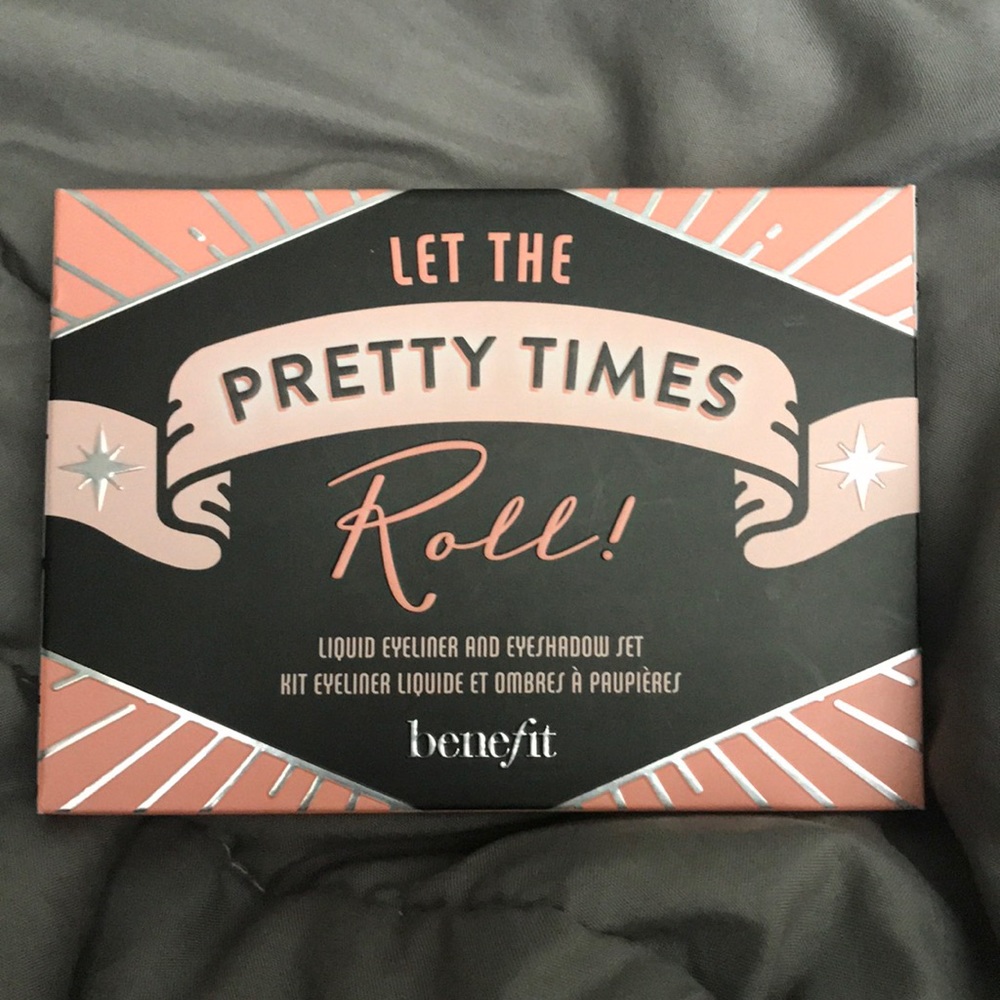 LET THE
PRETTY TIMES
Roll!
LIQUID EYELINER AND EYESHADOW SET
KIT EYELINER LIQUIDE ET OMBRES À PAUPIÈRES
benefit